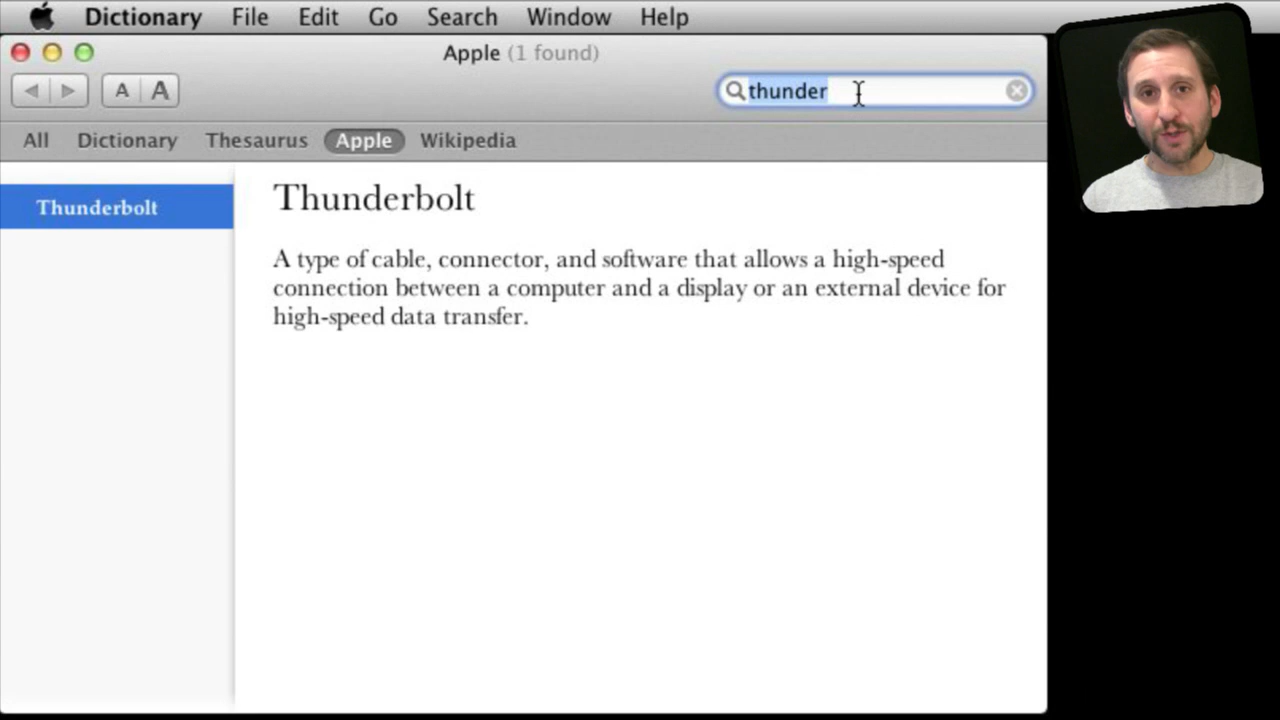 Dictionary File Edit Go Search Window Help
Apple (1 found)
A A
thunder
All Dictionary Thesaurus Apple Wikipedia
Thunderbolt
Thunderbolt
A type of cable, connector, and software that allows a high-speed
connection between a computer and a display or an external device for
high-speed data transfer.